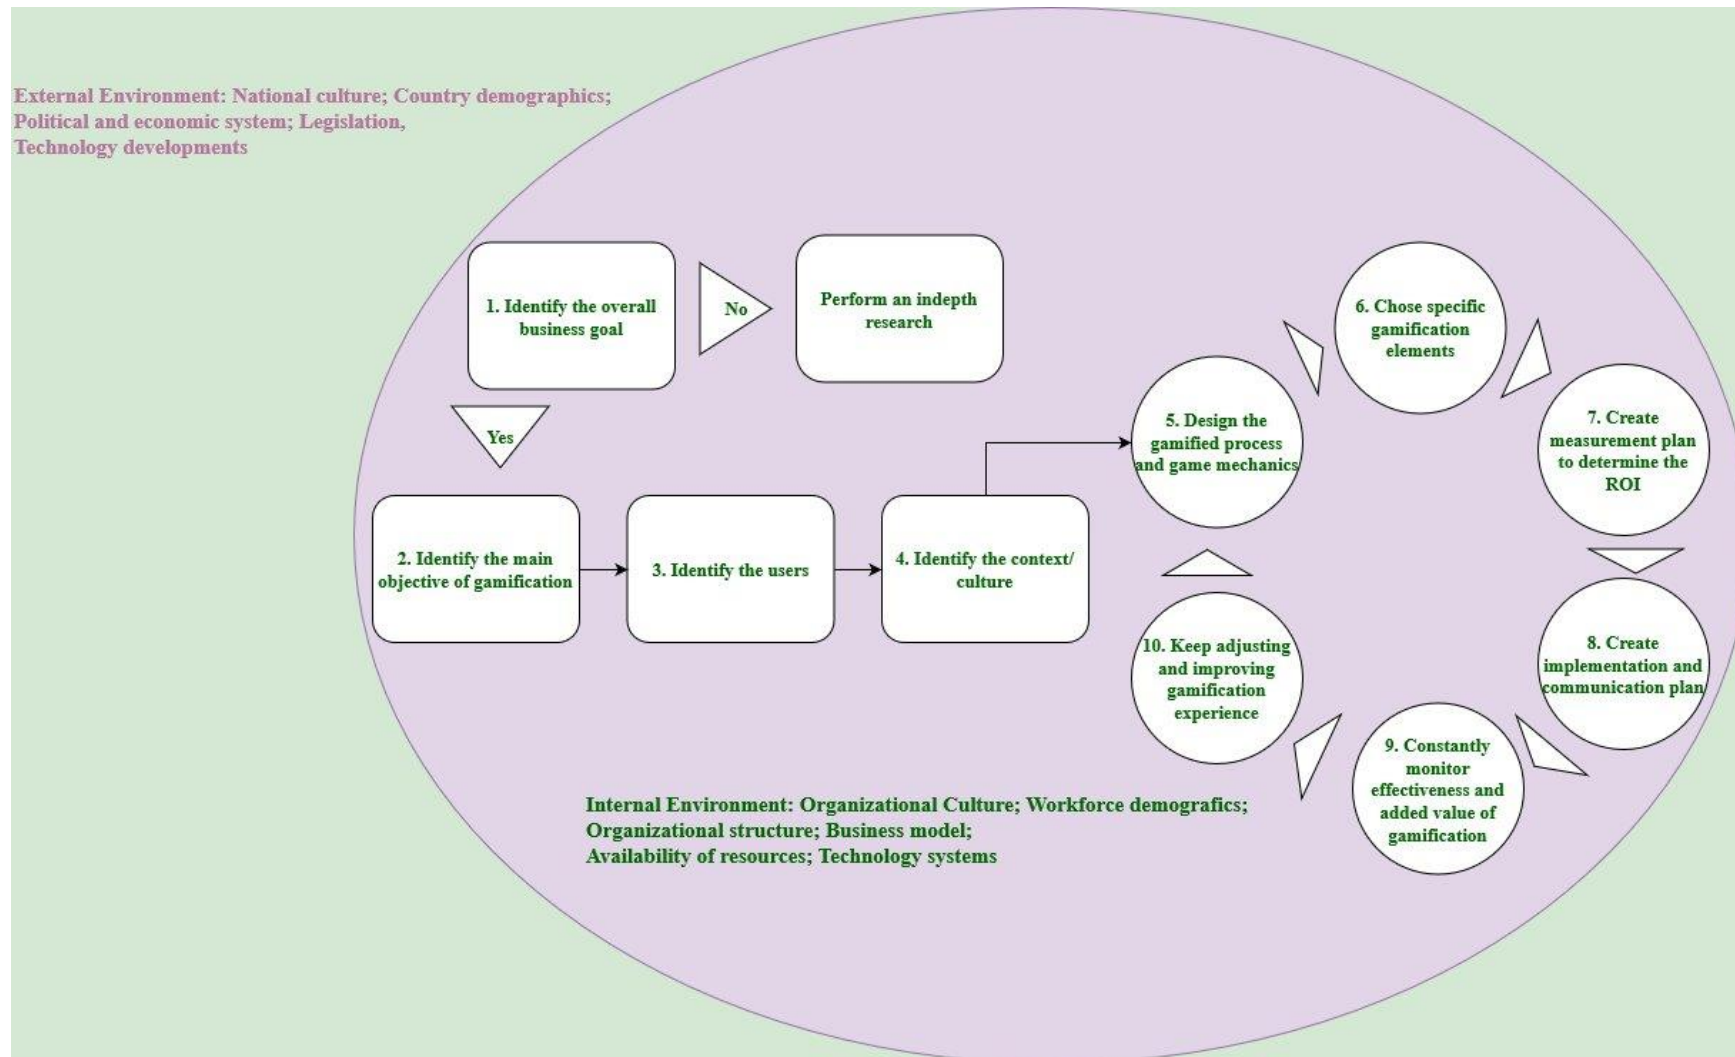 External Environment: National culture; Country demographics;
Political and economic system; Legislation,
Technology developments
1. Identify the overall
business goal
No
Perform an indepth
research
Yes
2. Identify the main
objective of gamification
3. Identify the users
4. Identify the context/
culture
5. Design the
gamified process
and game mechanics
6. Chose specific
gamification
elements
7. Create
measurement plan
to determine the
ROI
8. Create
implementation and
communication plan
9. Constantly
monitor
effectiveness and
added value of
gamification
10. Keep adjusting
and improving
gamification
experience
Internal Environment: Organizational Culture; Workforce demografics;
Organizational structure; Business model;
Availability of resources; Technology systems